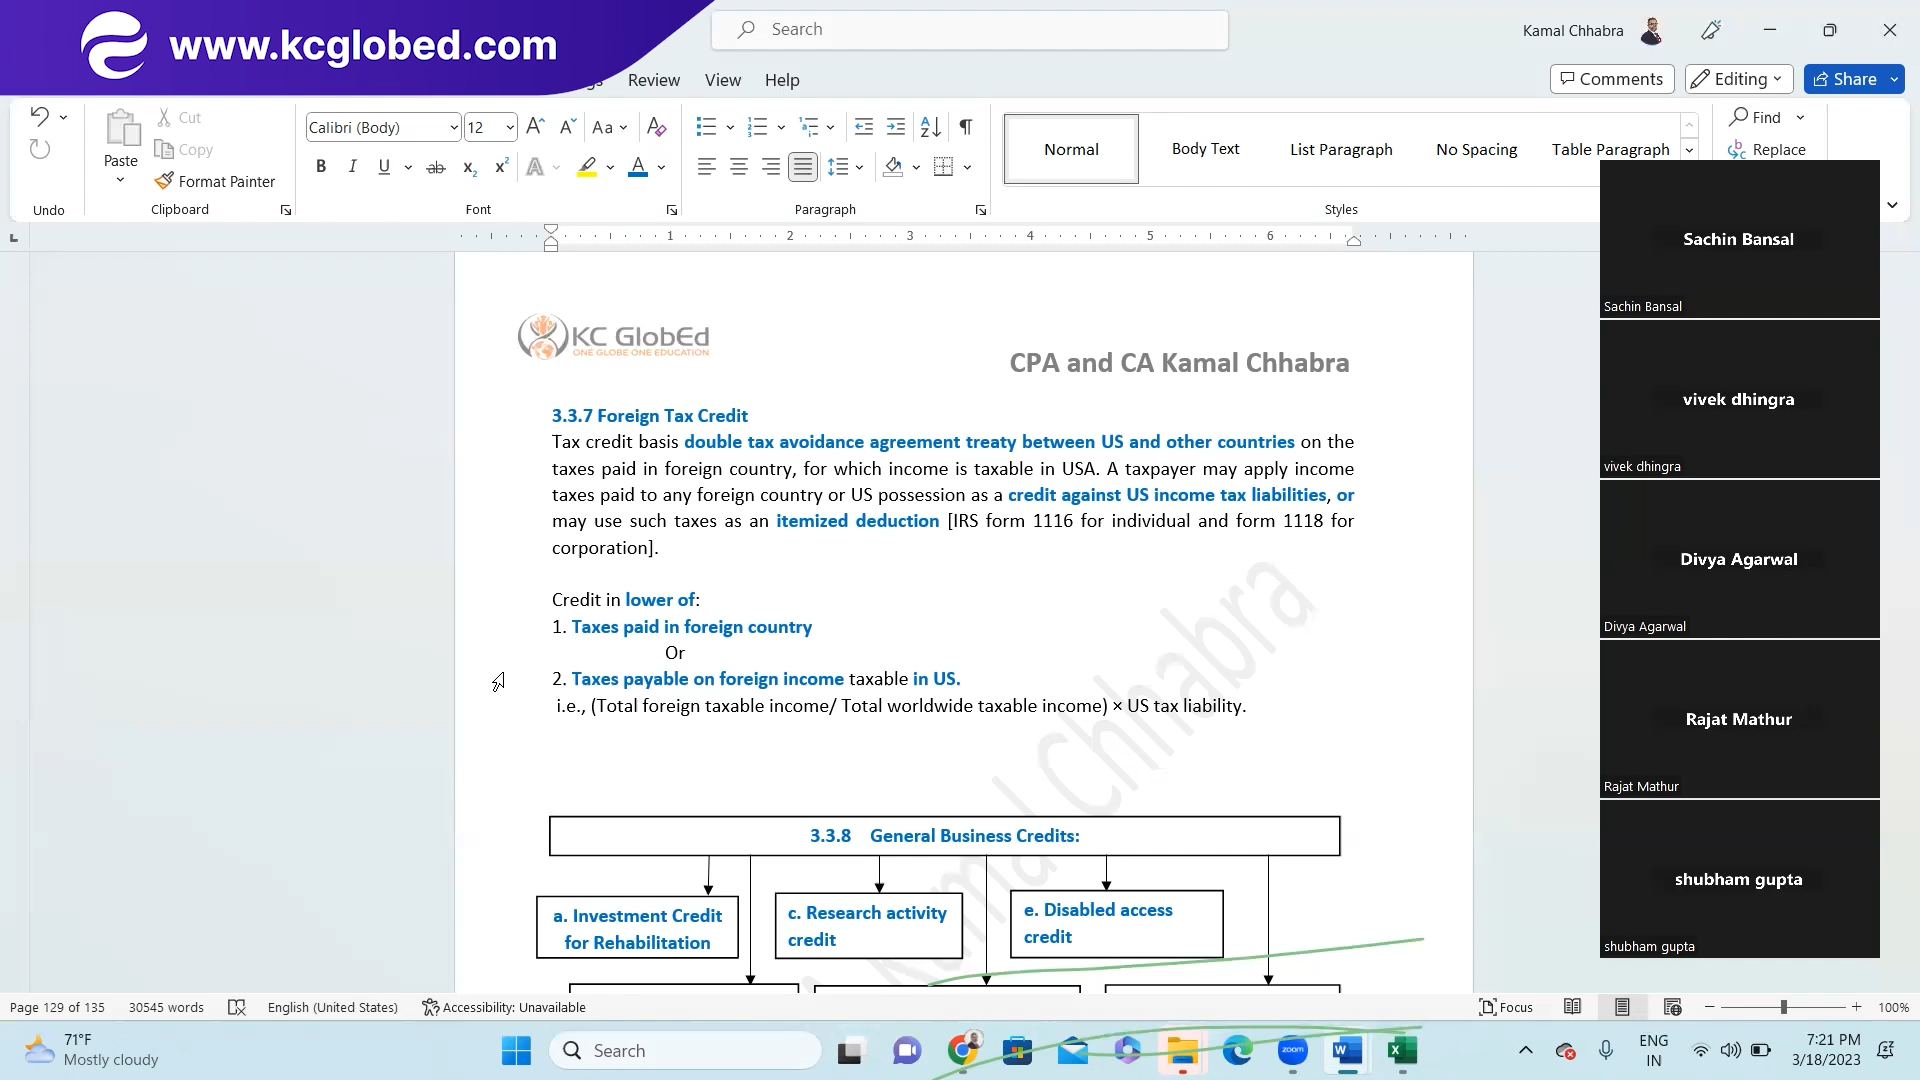 www.kcglobed.com
Search
Kamal Chhabra
Review View Help
Comments Editing Share
Calibri (Body) 12
Paste
Cut
Copy
Format Painter
Normal
Body Text
List Paragraph
No Spacing
Table Paragraph
Find
Replace
Undo Clipboard Font Paragraph Styles
1 2 3 4 5 6
KC GlobEd
ONE GLOBE ONE EDUCATION
CPA and CA Kamal Chhabra
3.3.7 Foreign Tax Credit
Tax credit basis double tax avoidance agreement treaty between US and other countries on the
taxes paid in foreign country, for which income is taxable in USA. A taxpayer may apply income
taxes paid to any foreign country or US possession as a credit against US income tax liabilities, or
may use such taxes as an itemized deduction [IRS form 1116 for individual and form 1118 for
corporation].
Credit in lower of:
1. Taxes paid in foreign country
Or
2. Taxes payable on foreign income taxable in US.
i.e., (Total foreign taxable income/ Total worldwide taxable income) × US tax liability.
3.3.8 General Business Credits:
a. Investment Credit
for Rehabilitation
c. Research activity
credit
e. Disabled access
credit
Kamal Chhabra
Sachin Bansal
Sachin Bansal
vivek dhingra
vivek dhingra
Divya Agarwal
Divya Agarwal
Rajat Mathur
Rajat Mathur
shubham gupta
shubham gupta
Page 129 of 135 30545 words English (United States) Accessibility: Unavailable
Focus 100%
71°F
Mostly cloudy
Search
zoom
ENG
IN
7:21 PM
3/18/2023